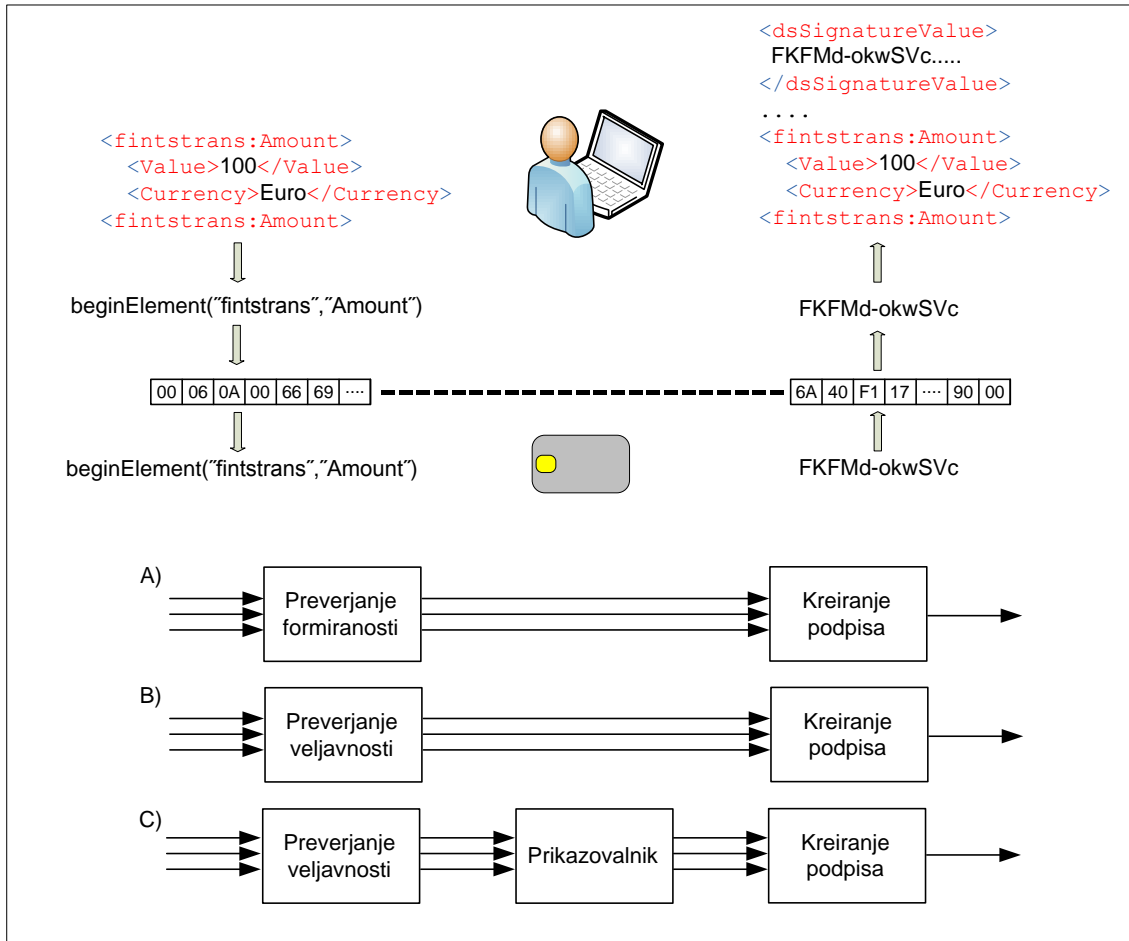 <dsSignatureValue>
FKFMd-okwSVc.....
</dsSignatureValue>
....
<fintstrans:Amount>
<Value>100</Value>
<Currency>Euro</Currency>
<fintstrans:Amount>
<fintstrans:Amount>
<Value>100</Value>
<Currency>Euro</Currency>
<fintstrans:Amount>
beginElement(˝fintstrans˝,˝Amount˝)
FKFMd-okwSVc
00 06 0A 00 66 69 ....
6A 40 F1 17 .... 90 00
beginElement(˝fintstrans˝,˝Amount˝)
FKFMd-okwSVc
A)
Preverjanje
formiranosti
Kreiranje
podpisa
B)
Preverjanje
veljavnosti
Kreiranje
podpisa
C)
Preverjanje
veljavnosti
Prikazovalnik
Kreiranje
podpisa